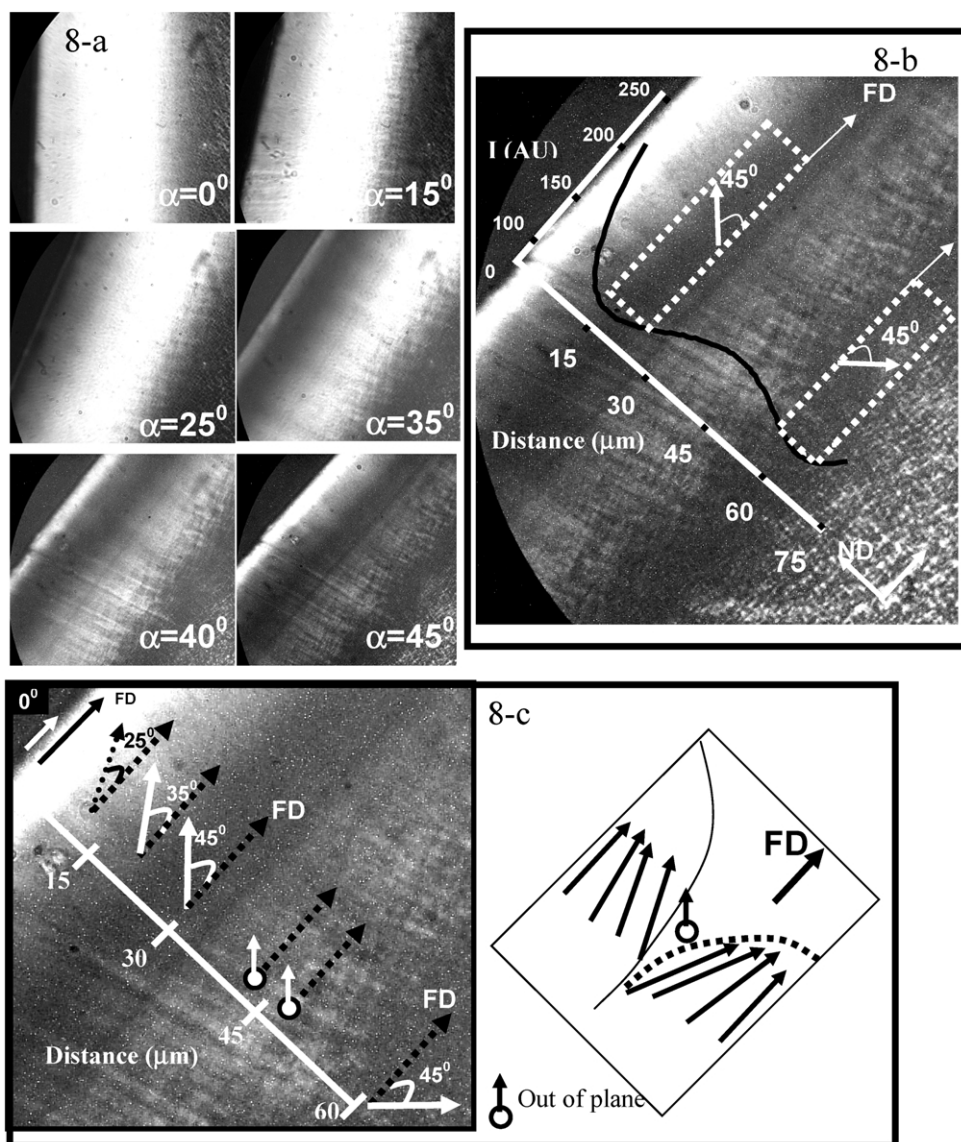 8-a
α=0⁰
α=15⁰
α=25⁰
α=35⁰
α=40⁰
α=45⁰
8-b
FD
250
200
I (AU)
150
100
0
45⁰
45⁰
15
30
Distance (μm)
45
60
75
ND
0⁰
FD
25⁰
35⁰
45⁰
FD
15
30
45
FD
Distance (μm)
45⁰
60
8-c
FD
Out of plane